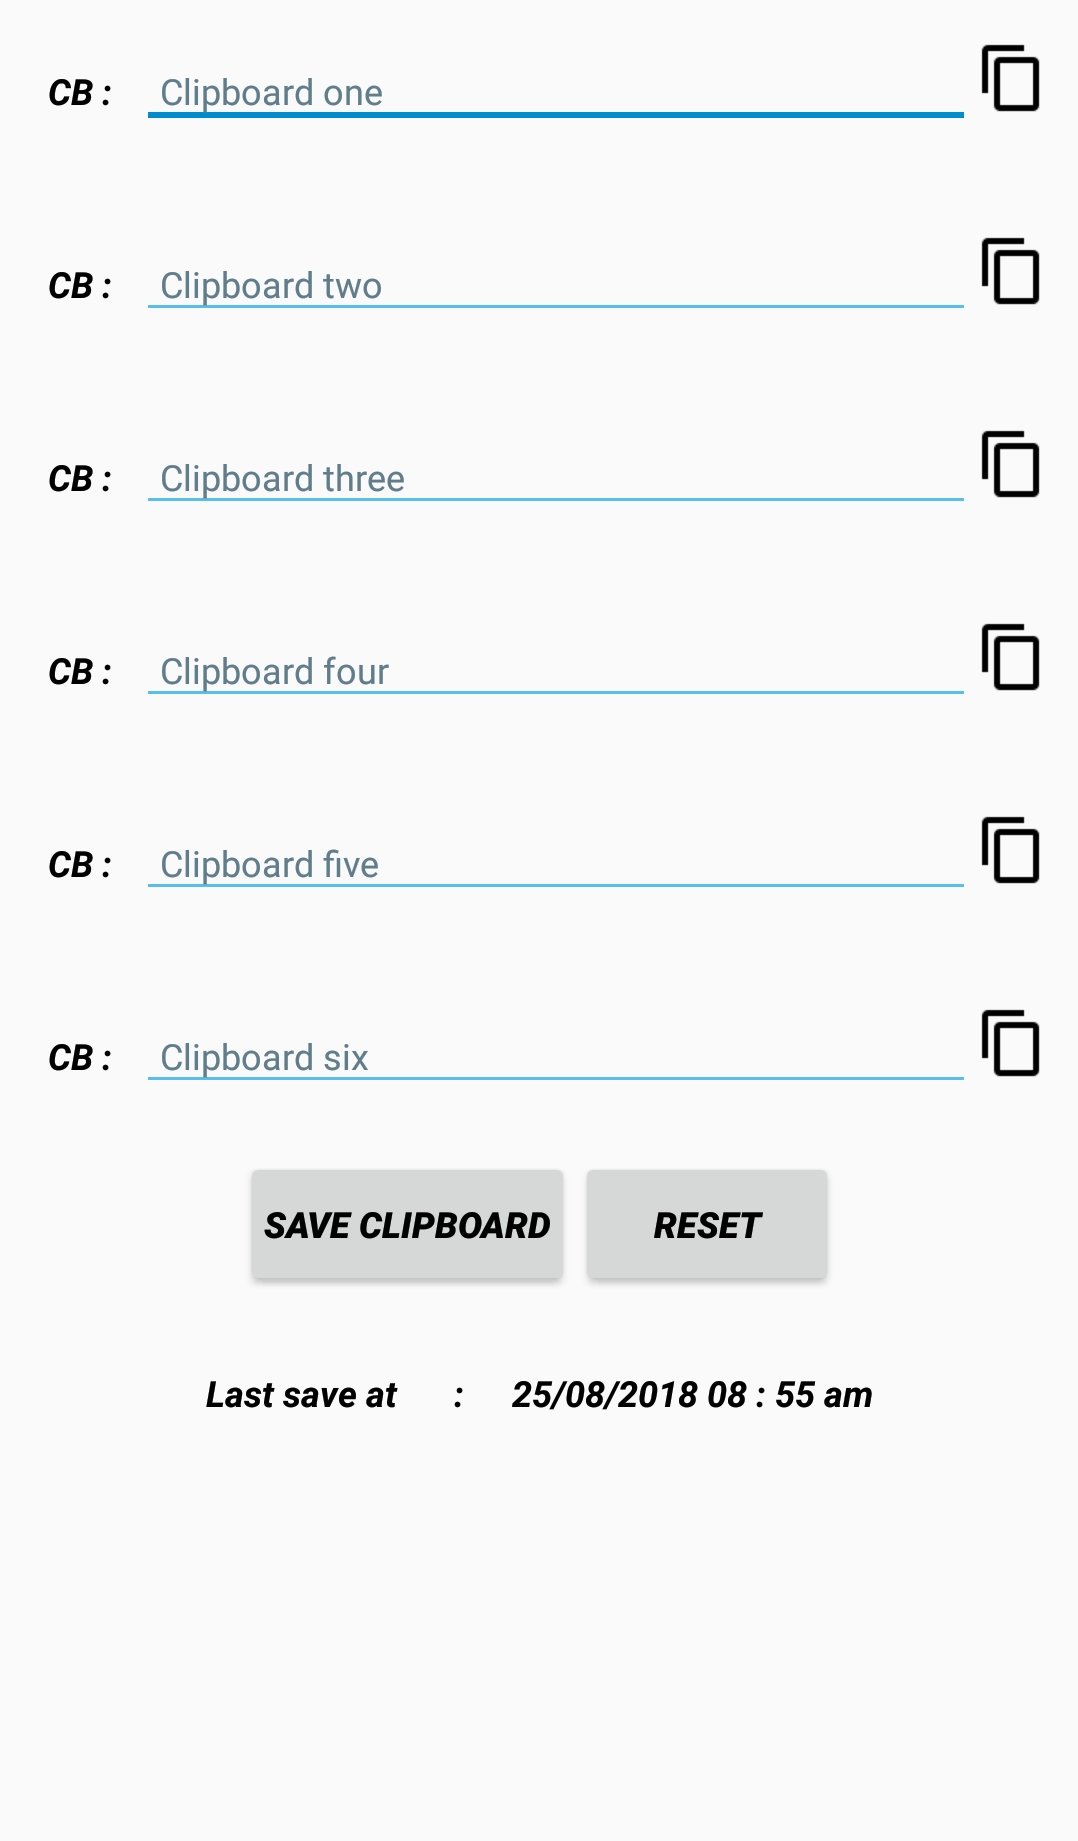 CB : Clipboard one
CB : Clipboard two
CB : Clipboard three
CB : Clipboard four
CB : Clipboard five
CB : Clipboard six
SAVE CLIPBOARD RESET
Last save at : 25/08/2018 08 : 55 am